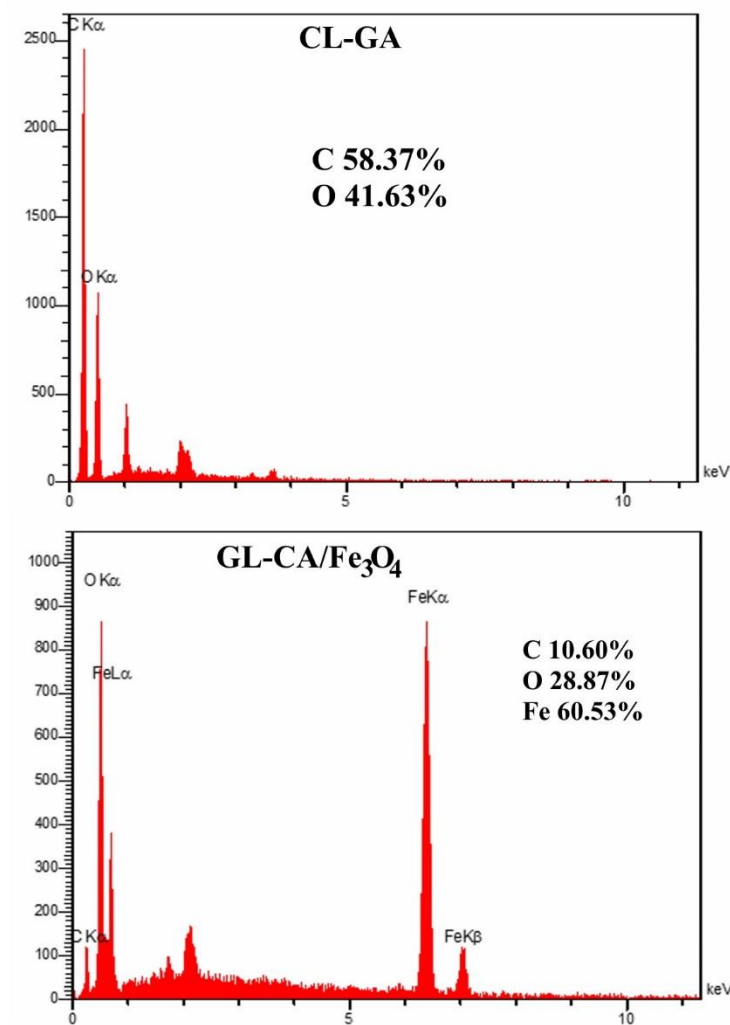 C Kα
CL-GA
2500
C 58.37%
O 41.63%
2000
1500
O Kα
1000
500
0
keV
0
5
10
GL-CA/Fe₃O₄
1000
O Kα
FeKα
900
C 10.60%
O 28.87%
Fe 60.53%
800
FeLα
700
600
500
400
300
200
C Kα
FeKβ
100
0
keV
0
5
10